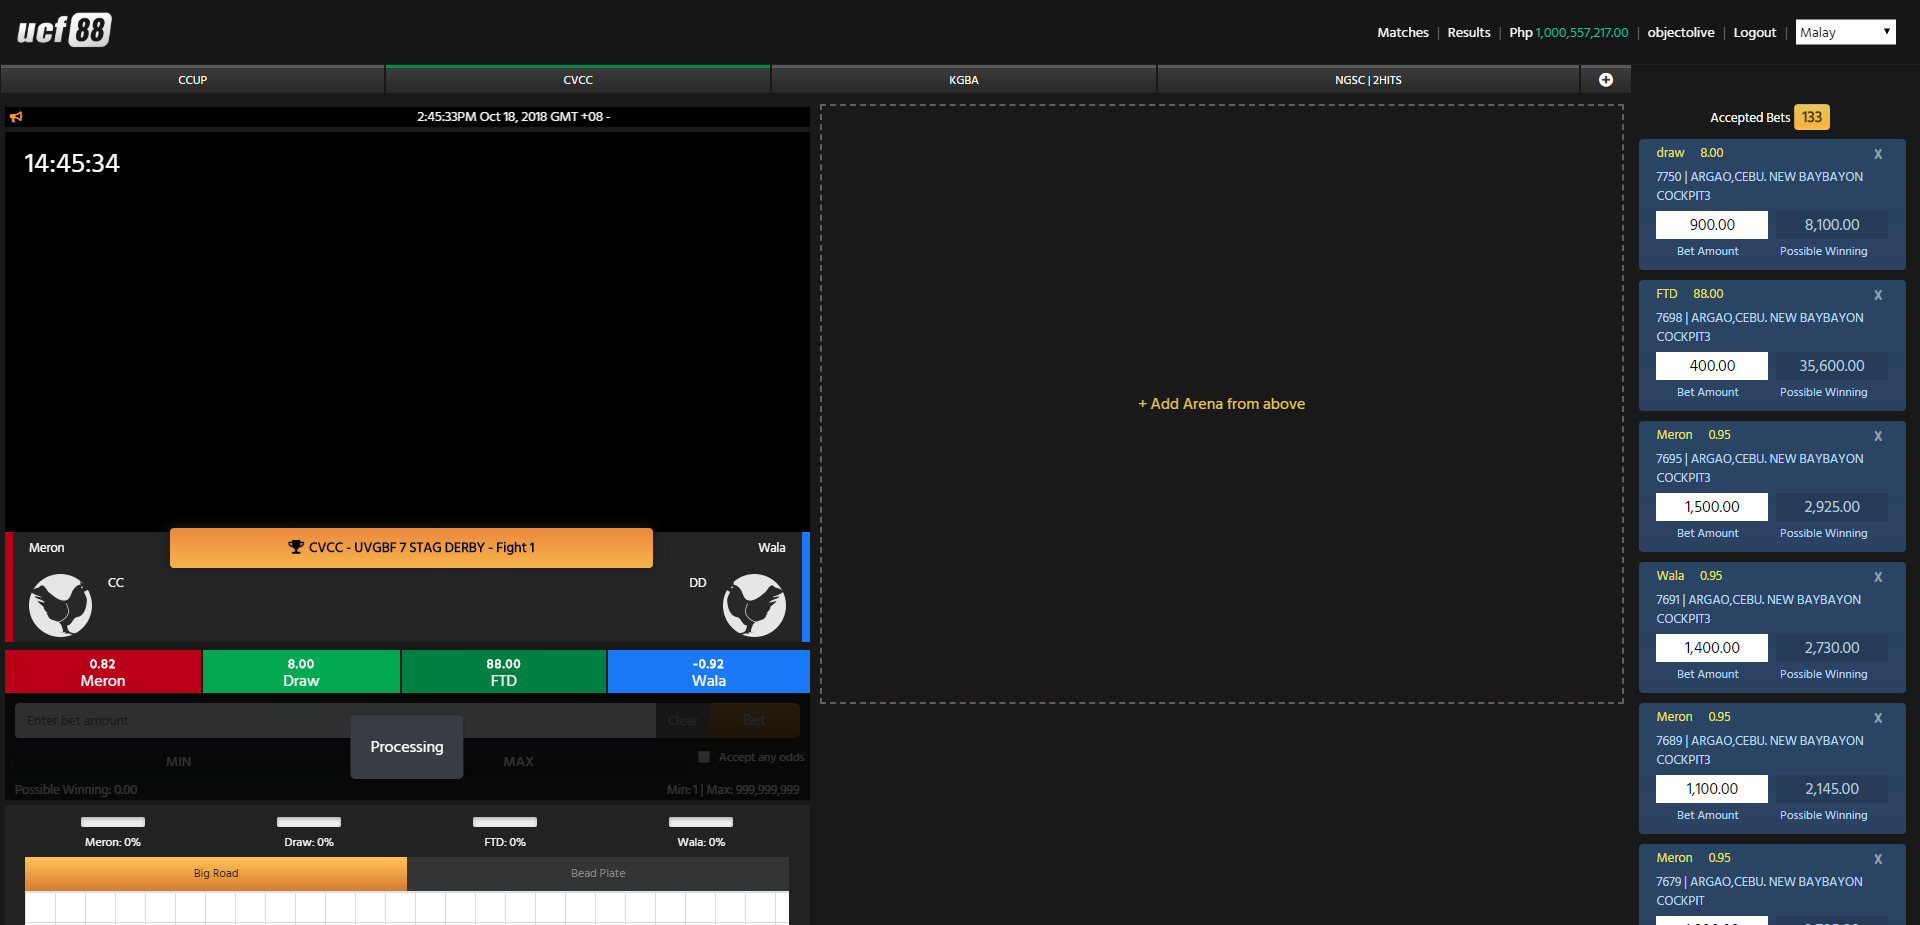 ucf 88
Matches | Results | Php 1,000,557,217.00 | objectolive | Logout | Malay
CCUP
CVCC
KGBA
NGSC | 2HITS
2:45:33PM Oct 18, 2018 GMT +08 -
14:45:34
Meron
CVCC - UVGBF 7 STAG DERBY - Fight 1
Wala
CC
DD
0.82
Meron
8.00
Draw
88.00
FTD
-0.92
Wala
Enter bet amount
Clear
Bet
Processing
MIN
MAX
Accept any odds
Possible Winning: 0.00
Min: 1 | Max: 999,999,999
Meron: 0%
Draw: 0%
FTD: 0%
Wala: 0%
Big Road
Bead Plate
+ Add Arena from above
Accepted Bets 133
draw 8.00 X
7750 | ARGAO,CEBU. NEW BAYBAYON
COCKPIT3
900.00 8,100.00
Bet Amount Possible Winning
FTD 88.00 X
7698 | ARGAO,CEBU. NEW BAYBAYON
COCKPIT3
400.00 35,600.00
Bet Amount Possible Winning
Meron 0.95 X
7695 | ARGAO,CEBU. NEW BAYBAYON
COCKPIT3
1,500.00 2,925.00
Bet Amount Possible Winning
Wala 0.95 X
7691 | ARGAO,CEBU. NEW BAYBAYON
COCKPIT3
1,400.00 2,730.00
Bet Amount Possible Winning
Meron 0.95 X
7689 | ARGAO,CEBU. NEW BAYBAYON
COCKPIT3
1,100.00 2,145.00
Bet Amount Possible Winning
Meron 0.95 X
7679 | ARGAO,CEBU. NEW BAYBAYON
COCKPIT